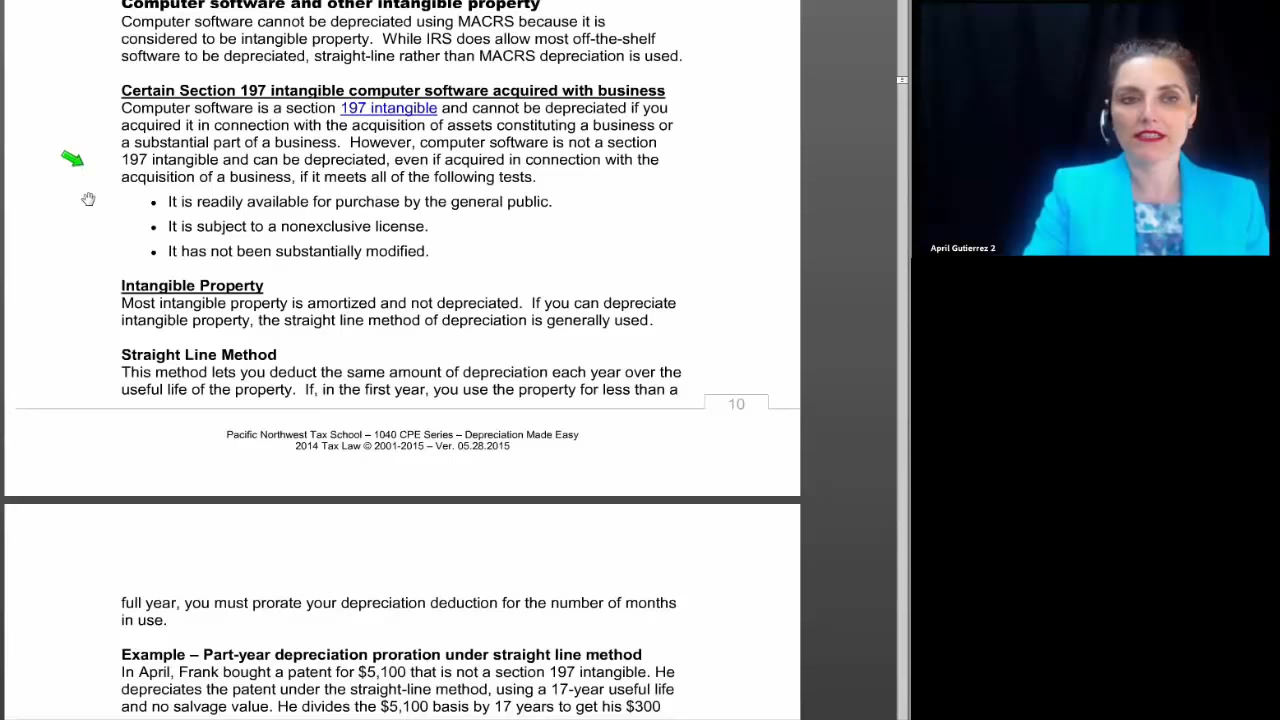 Computer software and other intangible property
Computer software cannot be depreciated using MACRS because it is
considered to be intangible property.  While IRS does allow most off-the-shelf
software to be depreciated, straight-line rather than MACRS depreciation is used.
Certain Section 197 intangible computer software acquired with business
Computer software is a section 197 intangible and cannot be depreciated if you
acquired it in connection with the acquisition of assets constituting a business or
a substantial part of a business.  However, computer software is not a section
197 intangible and can be depreciated, even if acquired in connection with the
acquisition of a business, if it meets all of the following tests.
• It is readily available for purchase by the general public.
• It is subject to a nonexclusive license.
• It has not been substantially modified.
Intangible Property
Most intangible property is amortized and not depreciated.  If you can depreciate
intangible property, the straight line method of depreciation is generally used.
Straight Line Method
This method lets you deduct the same amount of depreciation each year over the
useful life of the property.  If, in the first year, you use the property for less than a
10
Pacific Northwest Tax School – 1040 CPE Series – Depreciation Made Easy
2014 Tax Law © 2001-2015 – Ver. 05.28.2015
full year, you must prorate your depreciation deduction for the number of months
in use.
Example – Part-year depreciation proration under straight line method
In April, Frank bought a patent for $5,100 that is not a section 197 intangible. He
depreciates the patent under the straight-line method, using a 17-year useful life
and no salvage value. He divides the $5,100 basis by 17 years to get his $300
April Gutierrez 2